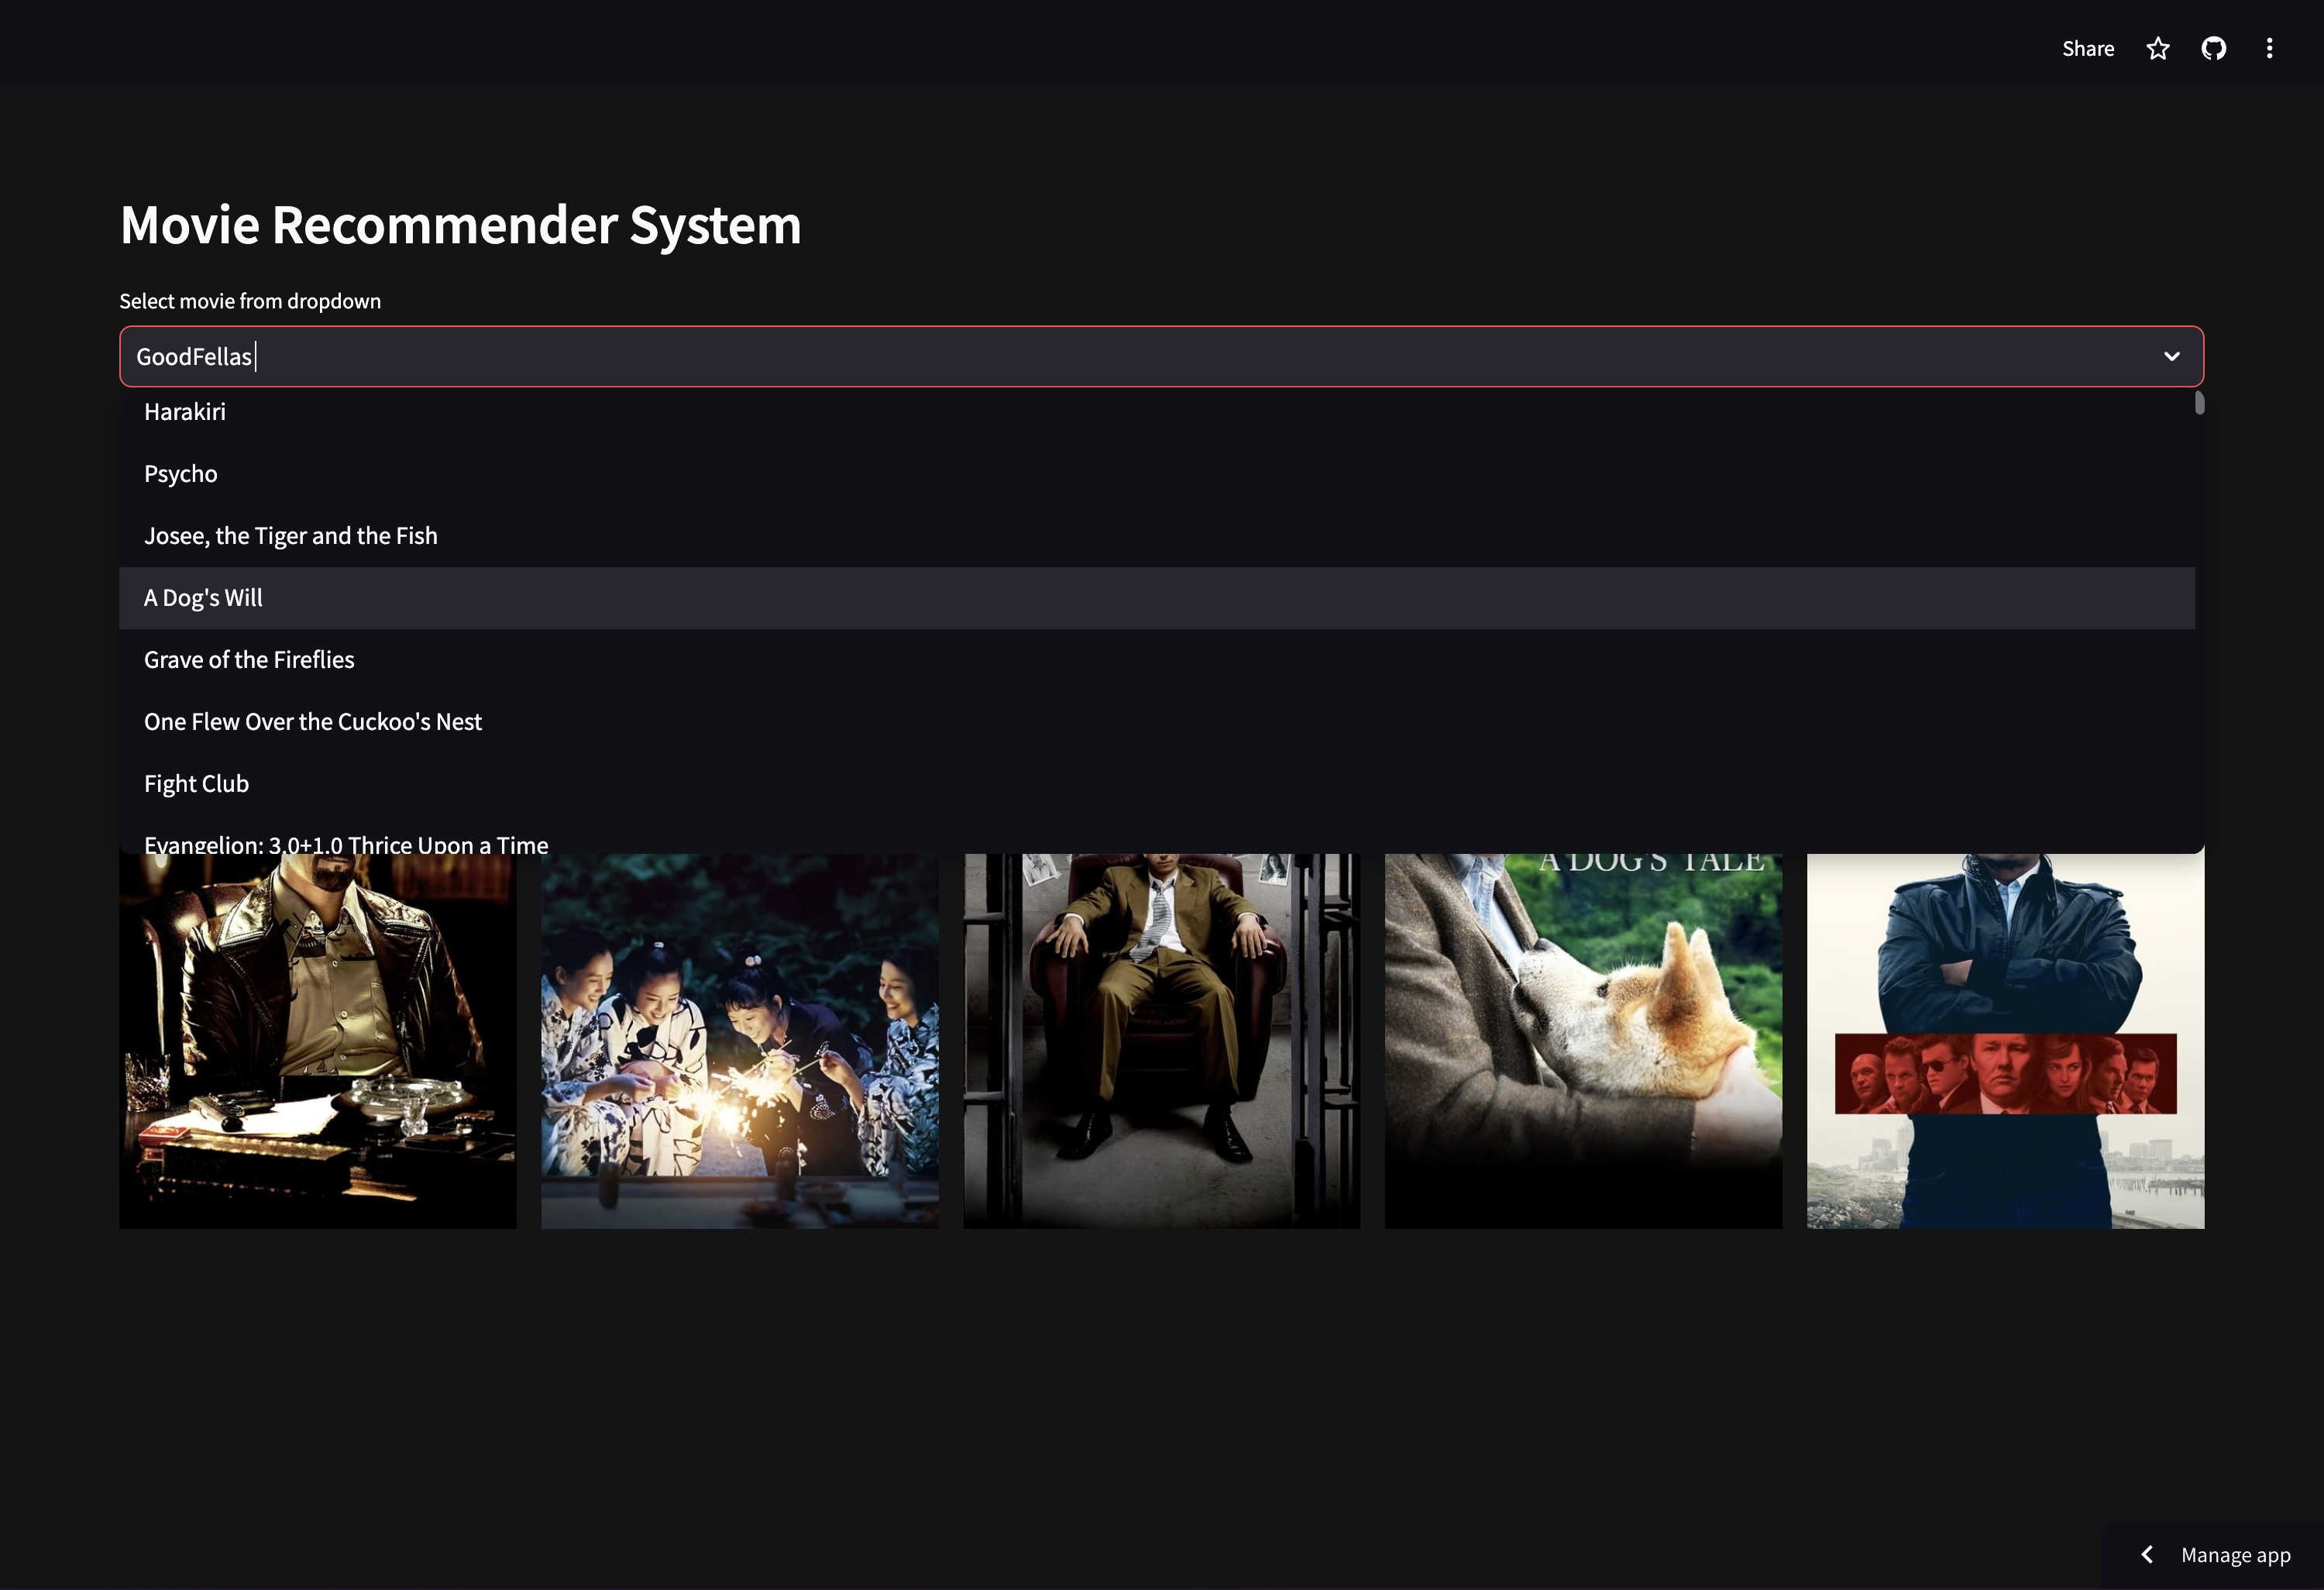 Share
Movie Recommender System
Select movie from dropdown
GoodFellas
Harakiri
Psycho
Josee, the Tiger and the Fish
A Dog's Will
Grave of the Fireflies
One Flew Over the Cuckoo's Nest
Fight Club
Evangelion: 3.0+1.0 Thrice Upon a Time
A DOG'S TALE
Manage app